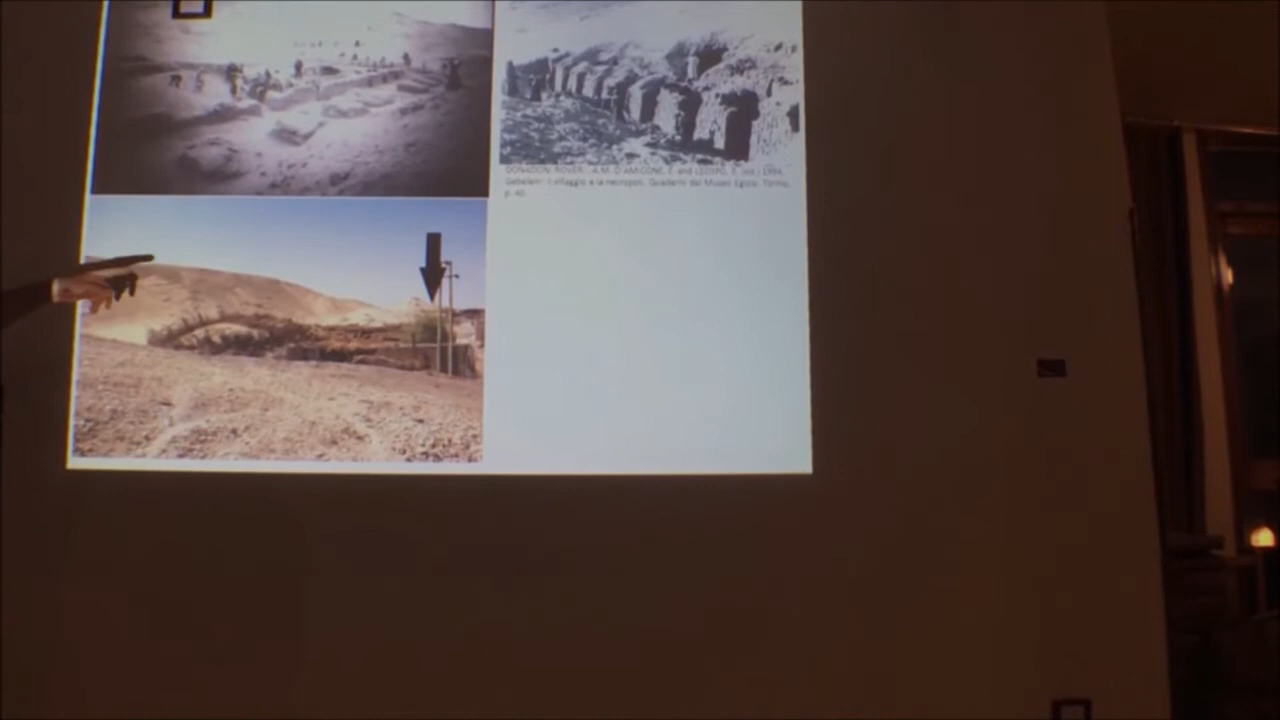 DONADONI ROVERI, A.M. D'AMICONE, E. and LEOSPO, E. (ed.) 1994.
Gebelein: il villaggio e la necropoli. Quaderni del Museo Egizio. Torino,
p. 40.